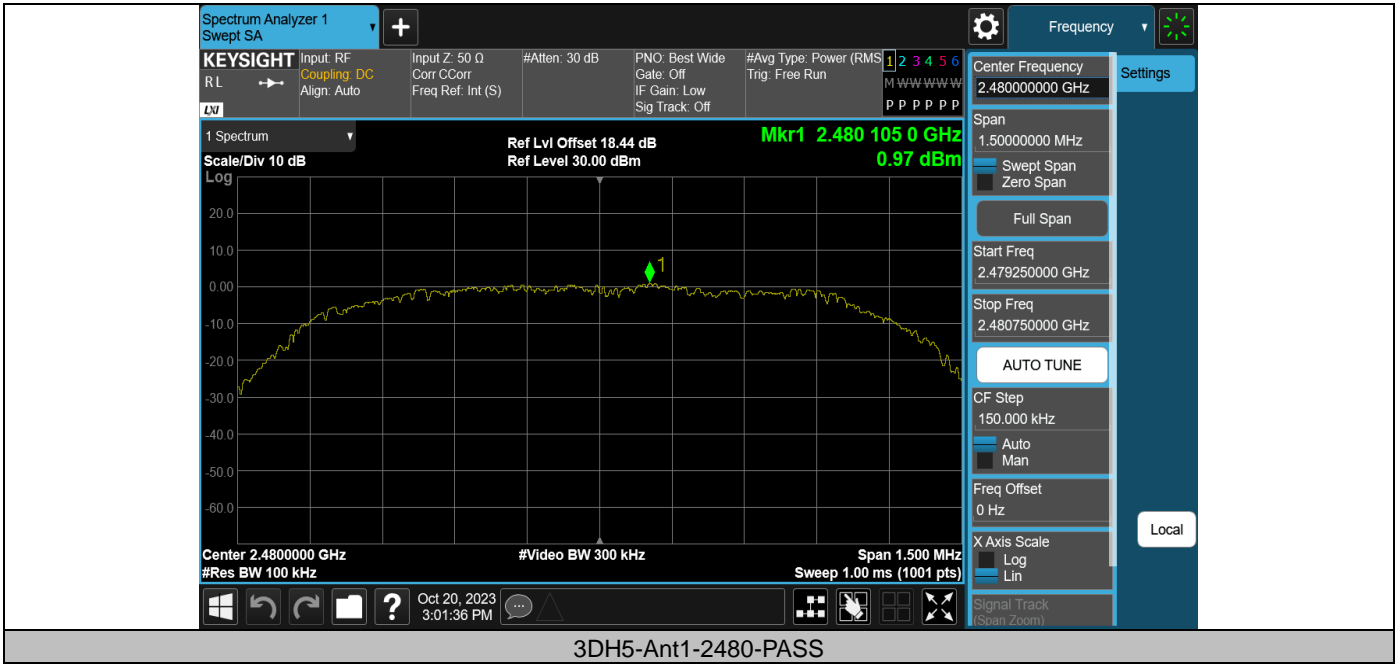 Spectrum Analyzer 1
Swept SA
+
Frequency
KEYSIGHT
R L
LXI
Input: RF
Coupling: DC
Align: Auto
Input Z: 50 Ω
Corr CCorr
Freq Ref: Int (S)
#Atten: 30 dB
PNO: Best Wide
Gate: Off
IF Gain: Low
Sig Track: Off
#Avg Type: Power (RMS
Trig: Free Run
1 2 3 4 5 6
M W W W W W
P P P P P P
1 Spectrum
Scale/Div 10 dB
Log
Ref Lvl Offset 18.44 dB
Ref Level 30.00 dBm
Mkr1 2.480 105 0 GHz
0.97 dBm
20.0
10.0
0.00
-10.0
-20.0
-30.0
-40.0
-50.0
-60.0
1
Center 2.4800000 GHz
#Res BW 100 kHz
#Video BW 300 kHz
Span 1.500 MHz
Sweep 1.00 ms (1001 pts)
Center Frequency
2.480000000 GHz
Span
1.50000000 MHz
Swept Span
Zero Span
Full Span
Start Freq
2.479250000 GHz
Stop Freq
2.480750000 GHz
AUTO TUNE
CF Step
150.000 kHz
Auto
Man
Freq Offset
0 Hz
X Axis Scale
Log
Lin
Signal Track
(Span Zoom)
Settings
Local
?
Oct 20, 2023
3:01:36 PM
3DH5-Ant1-2480-PASS